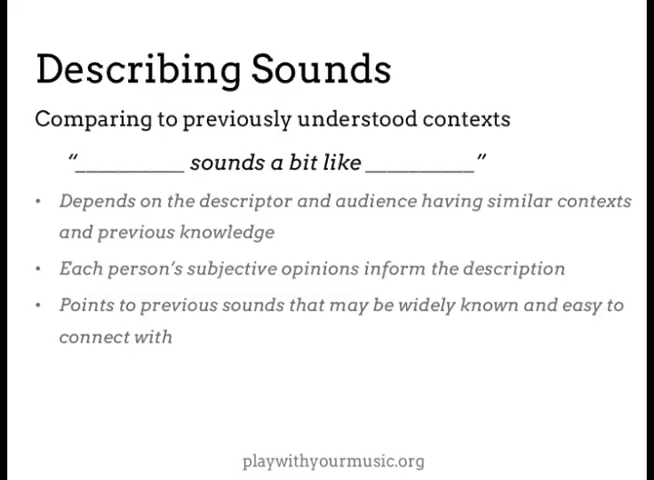 Describing Sounds
Comparing to previously understood contexts
“__________ sounds a bit like __________”
• Depends on the descriptor and audience having similar contexts
and previous knowledge
• Each person’s subjective opinions inform the description
• Points to previous sounds that may be widely known and easy to
connect with
playwithyourmusic.org